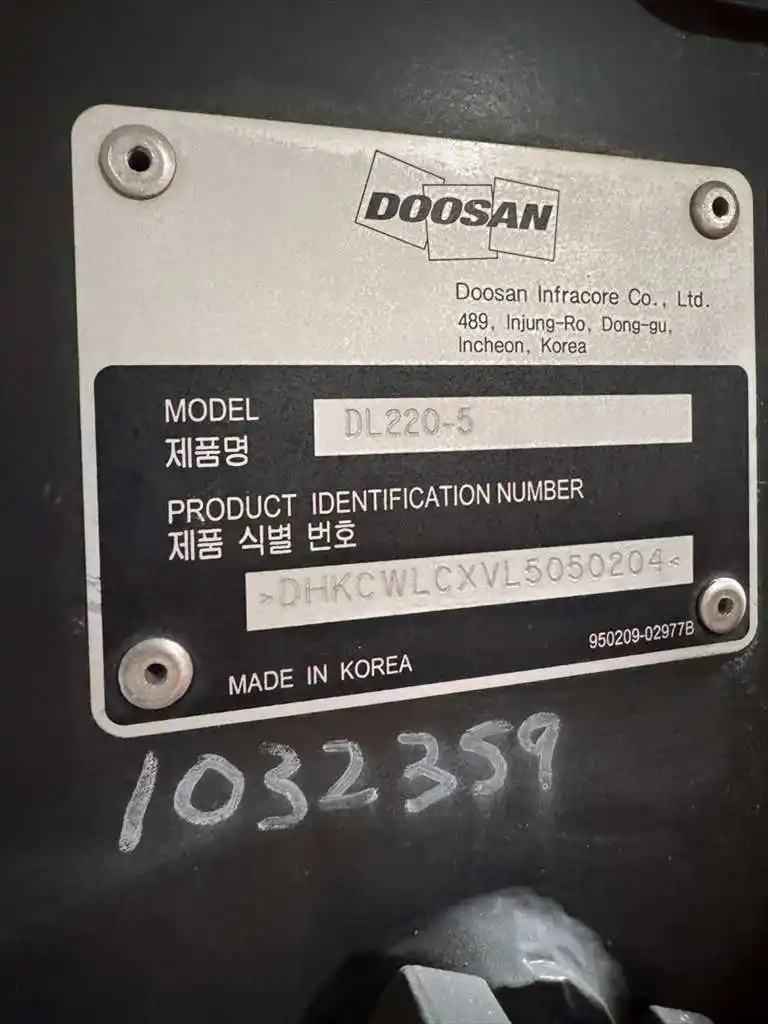 DOOSAN
Doosan Infracore Co., Ltd.
489, Injung-Ro, Dong-gu,
Incheon, Korea
MODEL DL220-5
제품명
PRODUCT IDENTIFICATION NUMBER
제품 식별 번호
>DHKCWLCXVL5050204<
950209-02977B
MADE IN KOREA
1032359